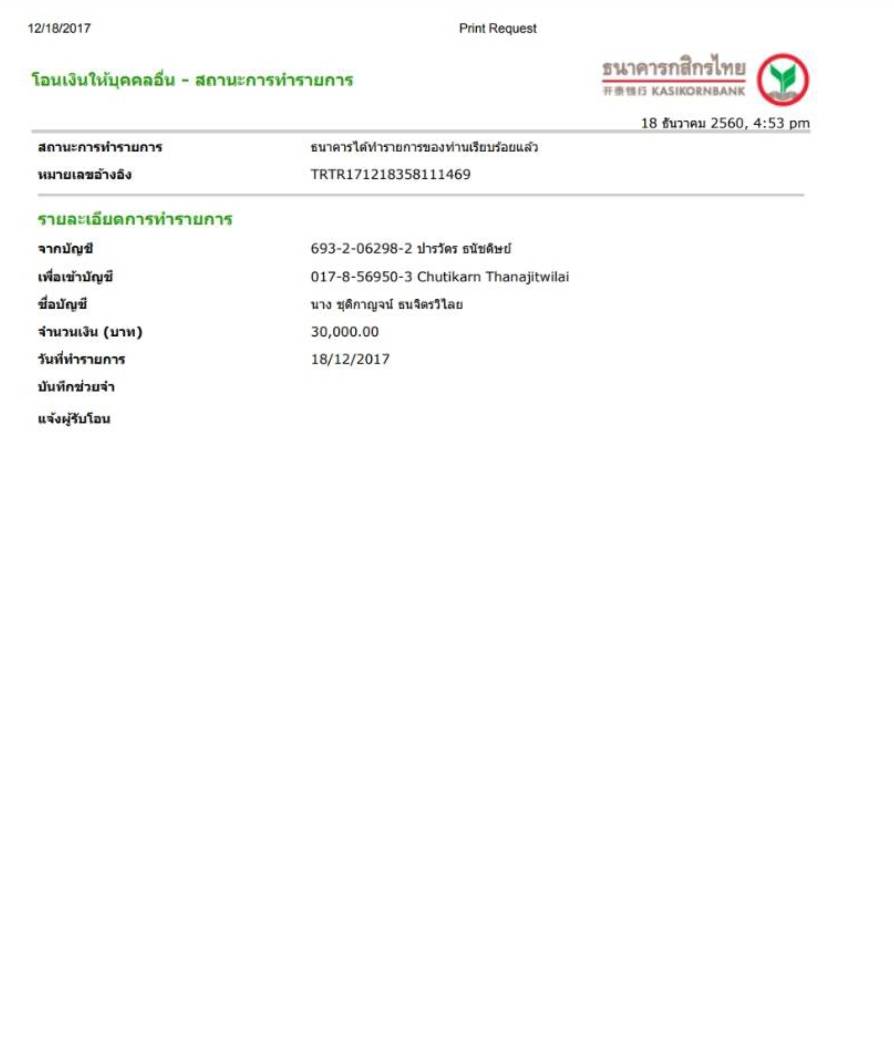 12/18/2017 Print Request
โอนเงินให้บุคคลอื่น - สถานะการทำรายการ
ธนาคารกสิกรไทย
开泰银行 KASIKORNBANK
18 ธันวาคม 2560, 4:53 pm
สถานะการทำรายการ ธนาคารได้ทำรายการของท่านเรียบร้อยแล้ว
หมายเลขอ้างอิง TRTR171218358111469
รายละเอียดการทำรายการ
จากบัญชี 693-2-06298-2 ปารวัตร ธนัชดิษย์
เพื่อเข้าบัญชี 017-8-56950-3 Chutikarn Thanajitwilai
ชื่อบัญชี นาง ชุติกาญจน์ ธนจิตรวิไลย
จำนวนเงิน (บาท) 30,000.00
วันที่ทำรายการ 18/12/2017
บันทึกช่วยจำ
แจ้งผู้รับโอน